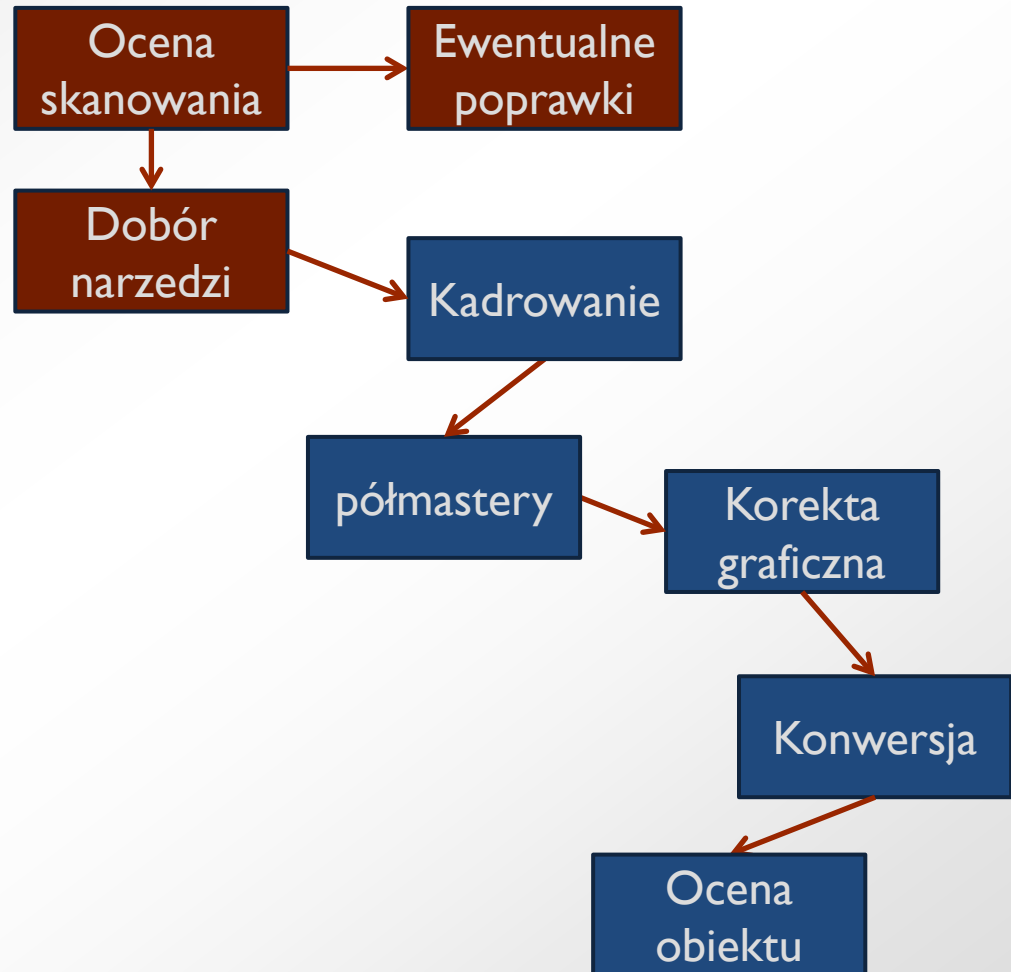 Ocena
skanowania
Ewentualne
poprawki
Dobór
narzedzi
Kadrowanie
półmastery
Korekta
graficzna
Konwersja
Ocena
obiektu